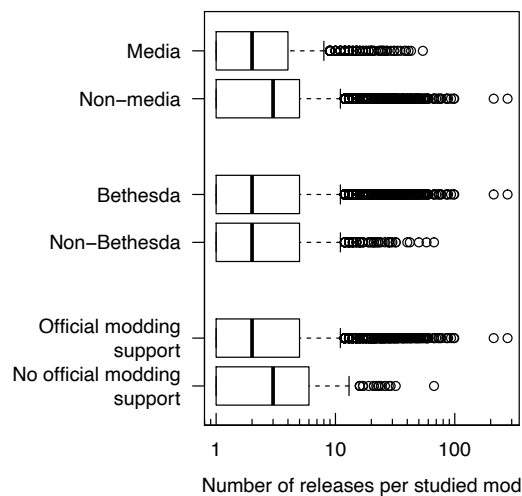 Media
Non−media
Bethesda
Non−Bethesda
Official modding
support
No official modding
support
1 10 100
Number of releases per studied mod